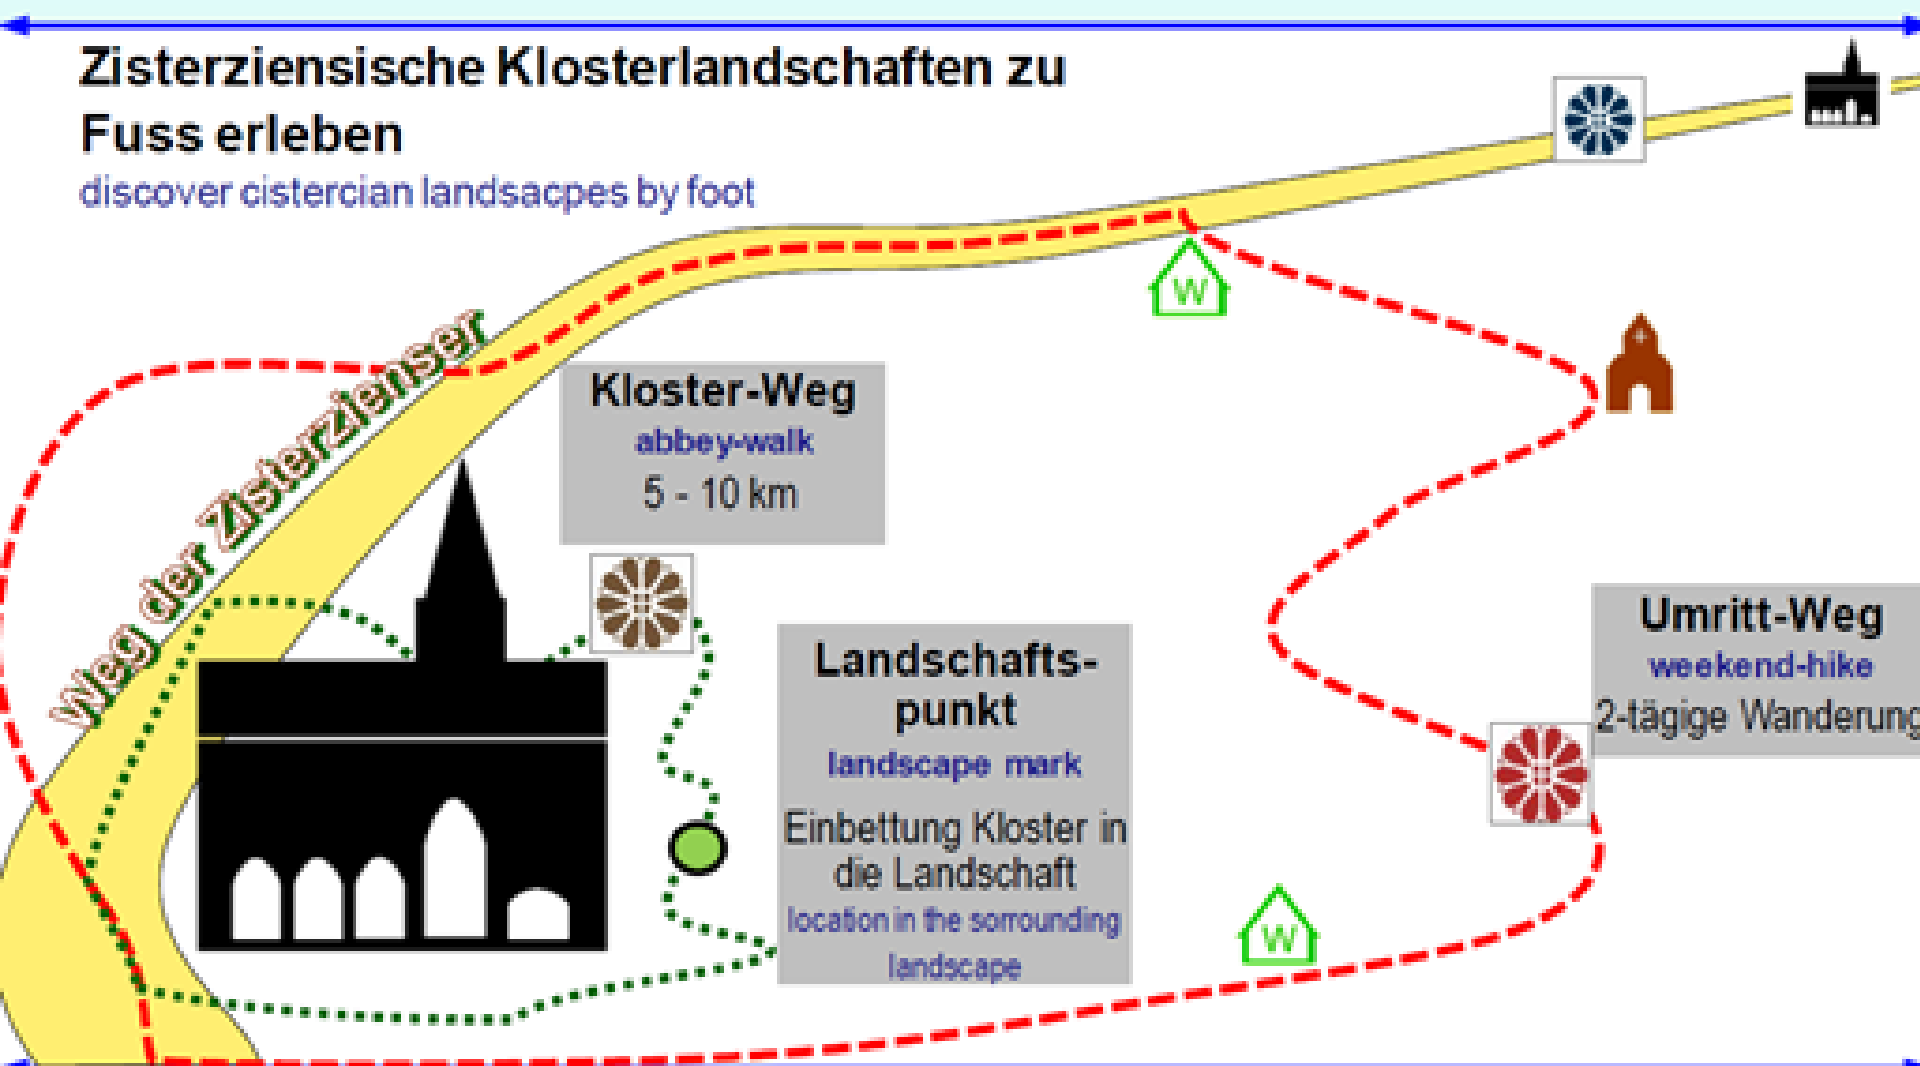 Zisterziensische Klosterlandschaften zu
Fuss erleben
discover cistercian landsacpes by foot
Weg der Zisterzienser
W
Kloster-Weg
abbey-walk
5 - 10 km
Landschafts-
punkt
landscape mark
Einbettung Kloster in
die Landschaft
location in the sorrounding
landscape
Umritt-Weg
weekend-hike
2-tägige Wanderung
W